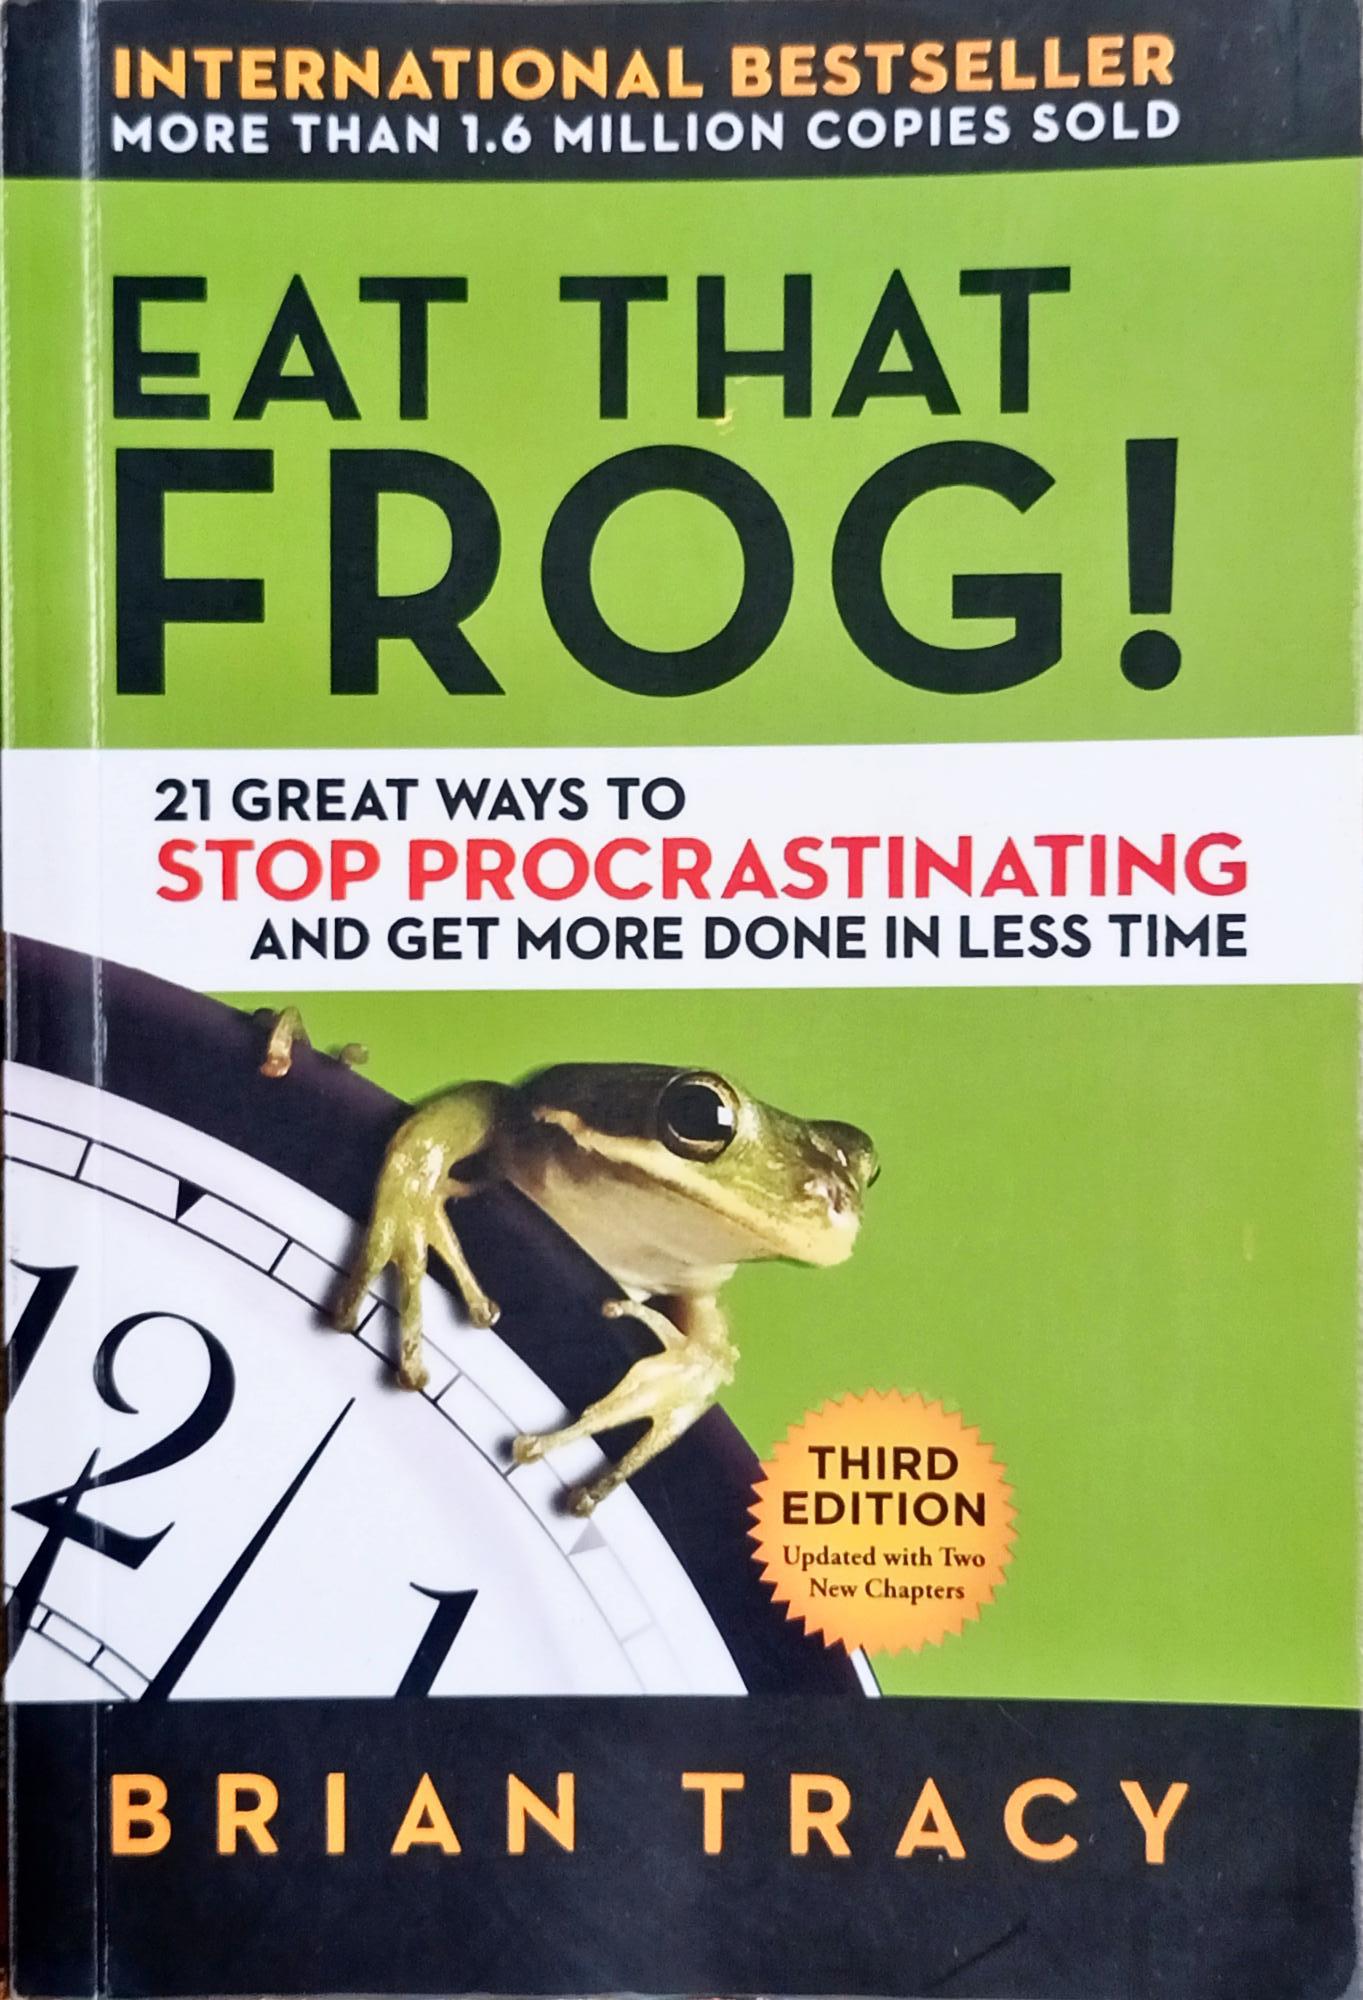 INTERNATIONAL BESTSELLER
MORE THAN 1.6 MILLION COPIES SOLD
EAT THAT
FROG!
21 GREAT WAYS TO
STOP PROCRASTINATING
AND GET MORE DONE IN LESS TIME
12
1
THIRD
EDITION
Updated with Two
New Chapters
BRIAN TRACY